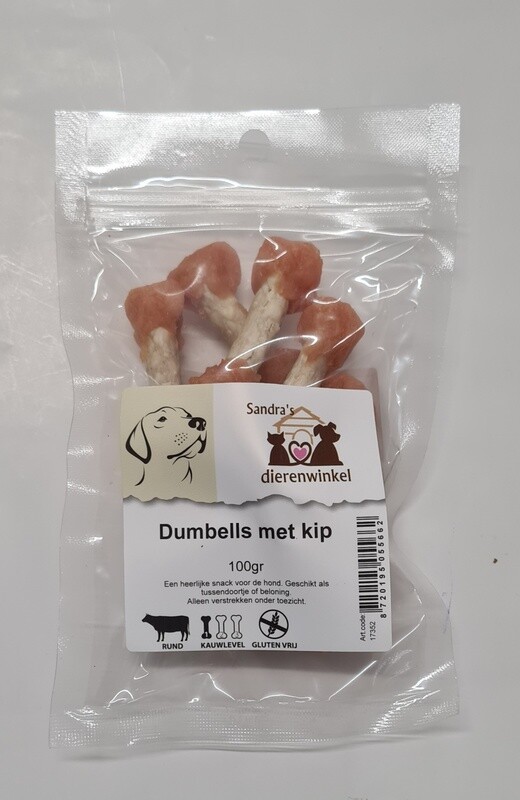 Sandra's
dierenwinkel
Dumbells met kip
100gr
Een heerlijke snack voor de hond. Geschikt als
tussendoortje of beloning.
Alleen verstrekken onder toezicht.
RUND
KAUWLEVEL
GLUTEN VRIJ
Art.code:
17352
8720195055662